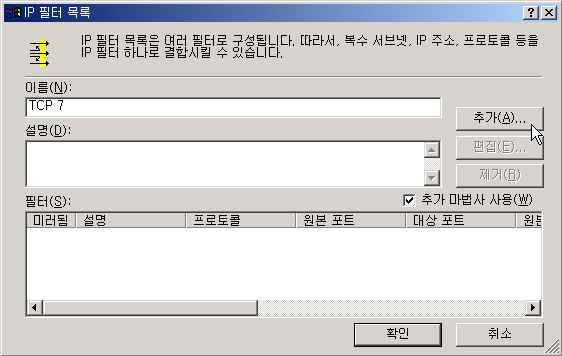 IP 필터 목록
IP 필터 목록은 여러 필터로 구성됩니다. 따라서, 복수 서브넷, IP 주소, 프로토콜 등을
IP 필터 하나로 결합시킬 수 있습니다.
이름(N):
TCP 7
추가(A)...
설명(D):
편집(E)...
제거(R)
필터(S):
추가 마법사 사용(W)
미러됨 설명 프로토콜 원본 포트 대상 포트 원본
확인 취소